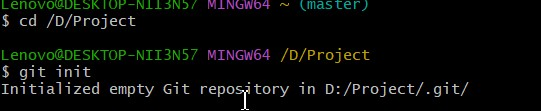 Lenovo@DESKTOP-NII3N57 MINGW64 ~ (master)
$ cd /D/Project
Lenovo@DESKTOP-NII3N57 MINGW64 /D/Project
$ git init
Initialized empty Git repository in D:/Project/.git/